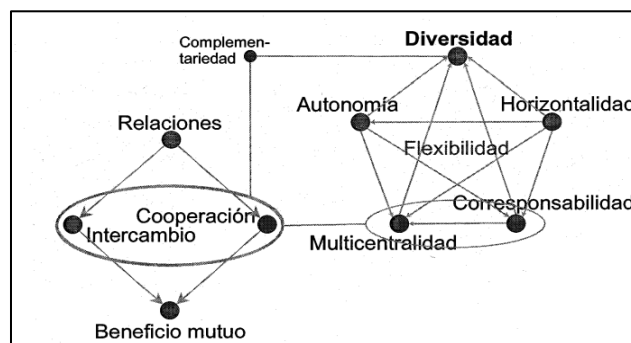 Complemen-
tariedad
Diversidad
Autonomía
Horizontalidad
Relaciones
Flexibilidad
Cooperación
Intercambio
Corresponsabilidad
Multicentralidad
Beneficio mutuo